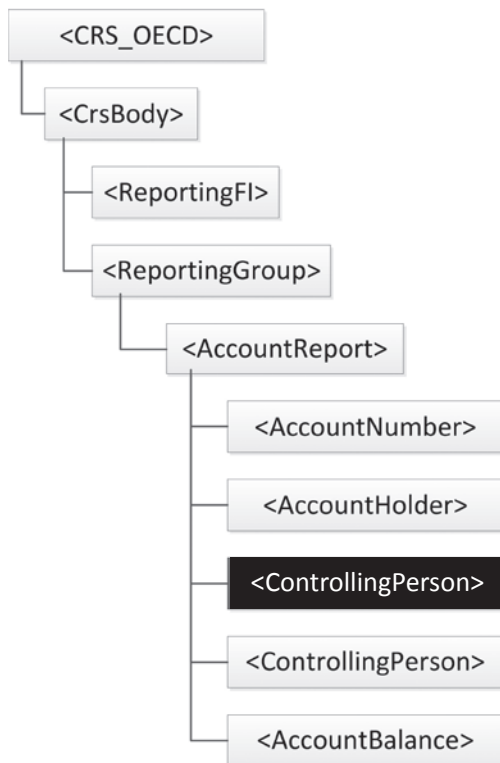 <CRS_OECD>
<CrsBody>
<ReportingFI>
<ReportingGroup>
<AccountReport>
<AccountNumber>
<AccountHolder>
<ControllingPerson>
<ControllingPerson>
<AccountBalance>